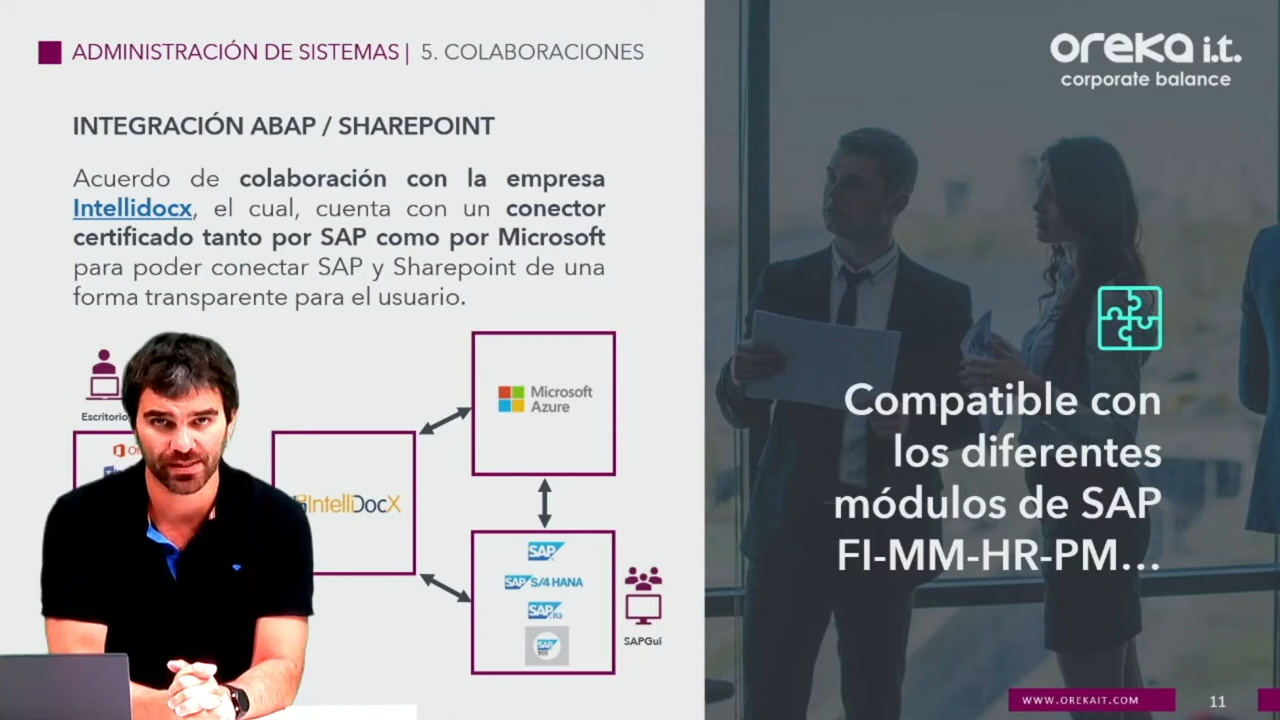 ADMINISTRACIÓN DE SISTEMAS| 5. COLABORACIONES
oreka i.t.
corporate balance
INTEGRACIÓN ABAP / SHAREPOINT
Acuerdo de colaboración con la empresa
Intellidocx, el cual, cuenta con un conector
certificado tanto por SAP como por Microsoft
para poder conectar SAP y Sharepoint de una
forma transparente para el usuario.
Escritorio
Microsoft
Azure
IntelliDocX
SAP
SAP S/4 HANA
SAP R3
SAP
SAPGui
Compatible con
los diferentes
módulos de SAP
FI-MM-HR-PM...
WWW.OREKAIT.COM
11